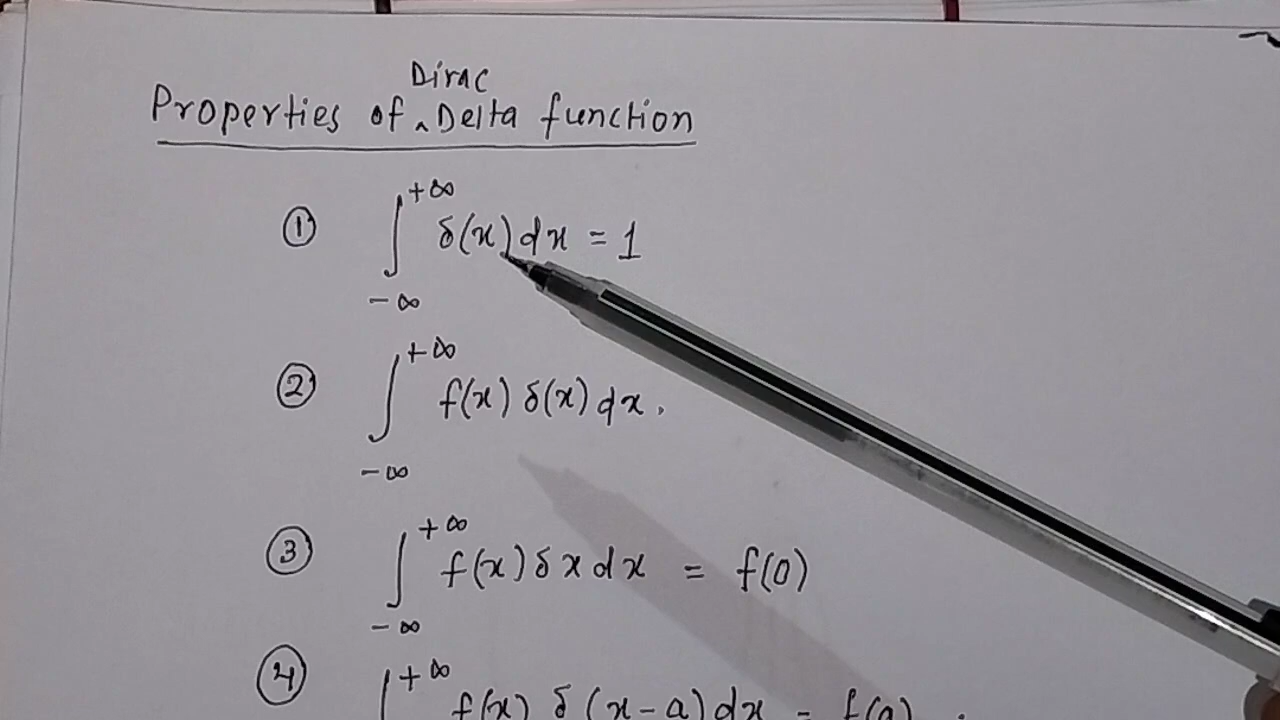 Properties of ^ Dirac Delta function
① ∫_{-∞}^{+∞} δ(x) dx = 1
② ∫_{-∞}^{+∞} f(x) δ(x) dx.
③ ∫_{-∞}^{+∞} f(x) δ x dx = f(0)
④ ∫^{+∞} f(x) δ (x-a) dx = f(a).